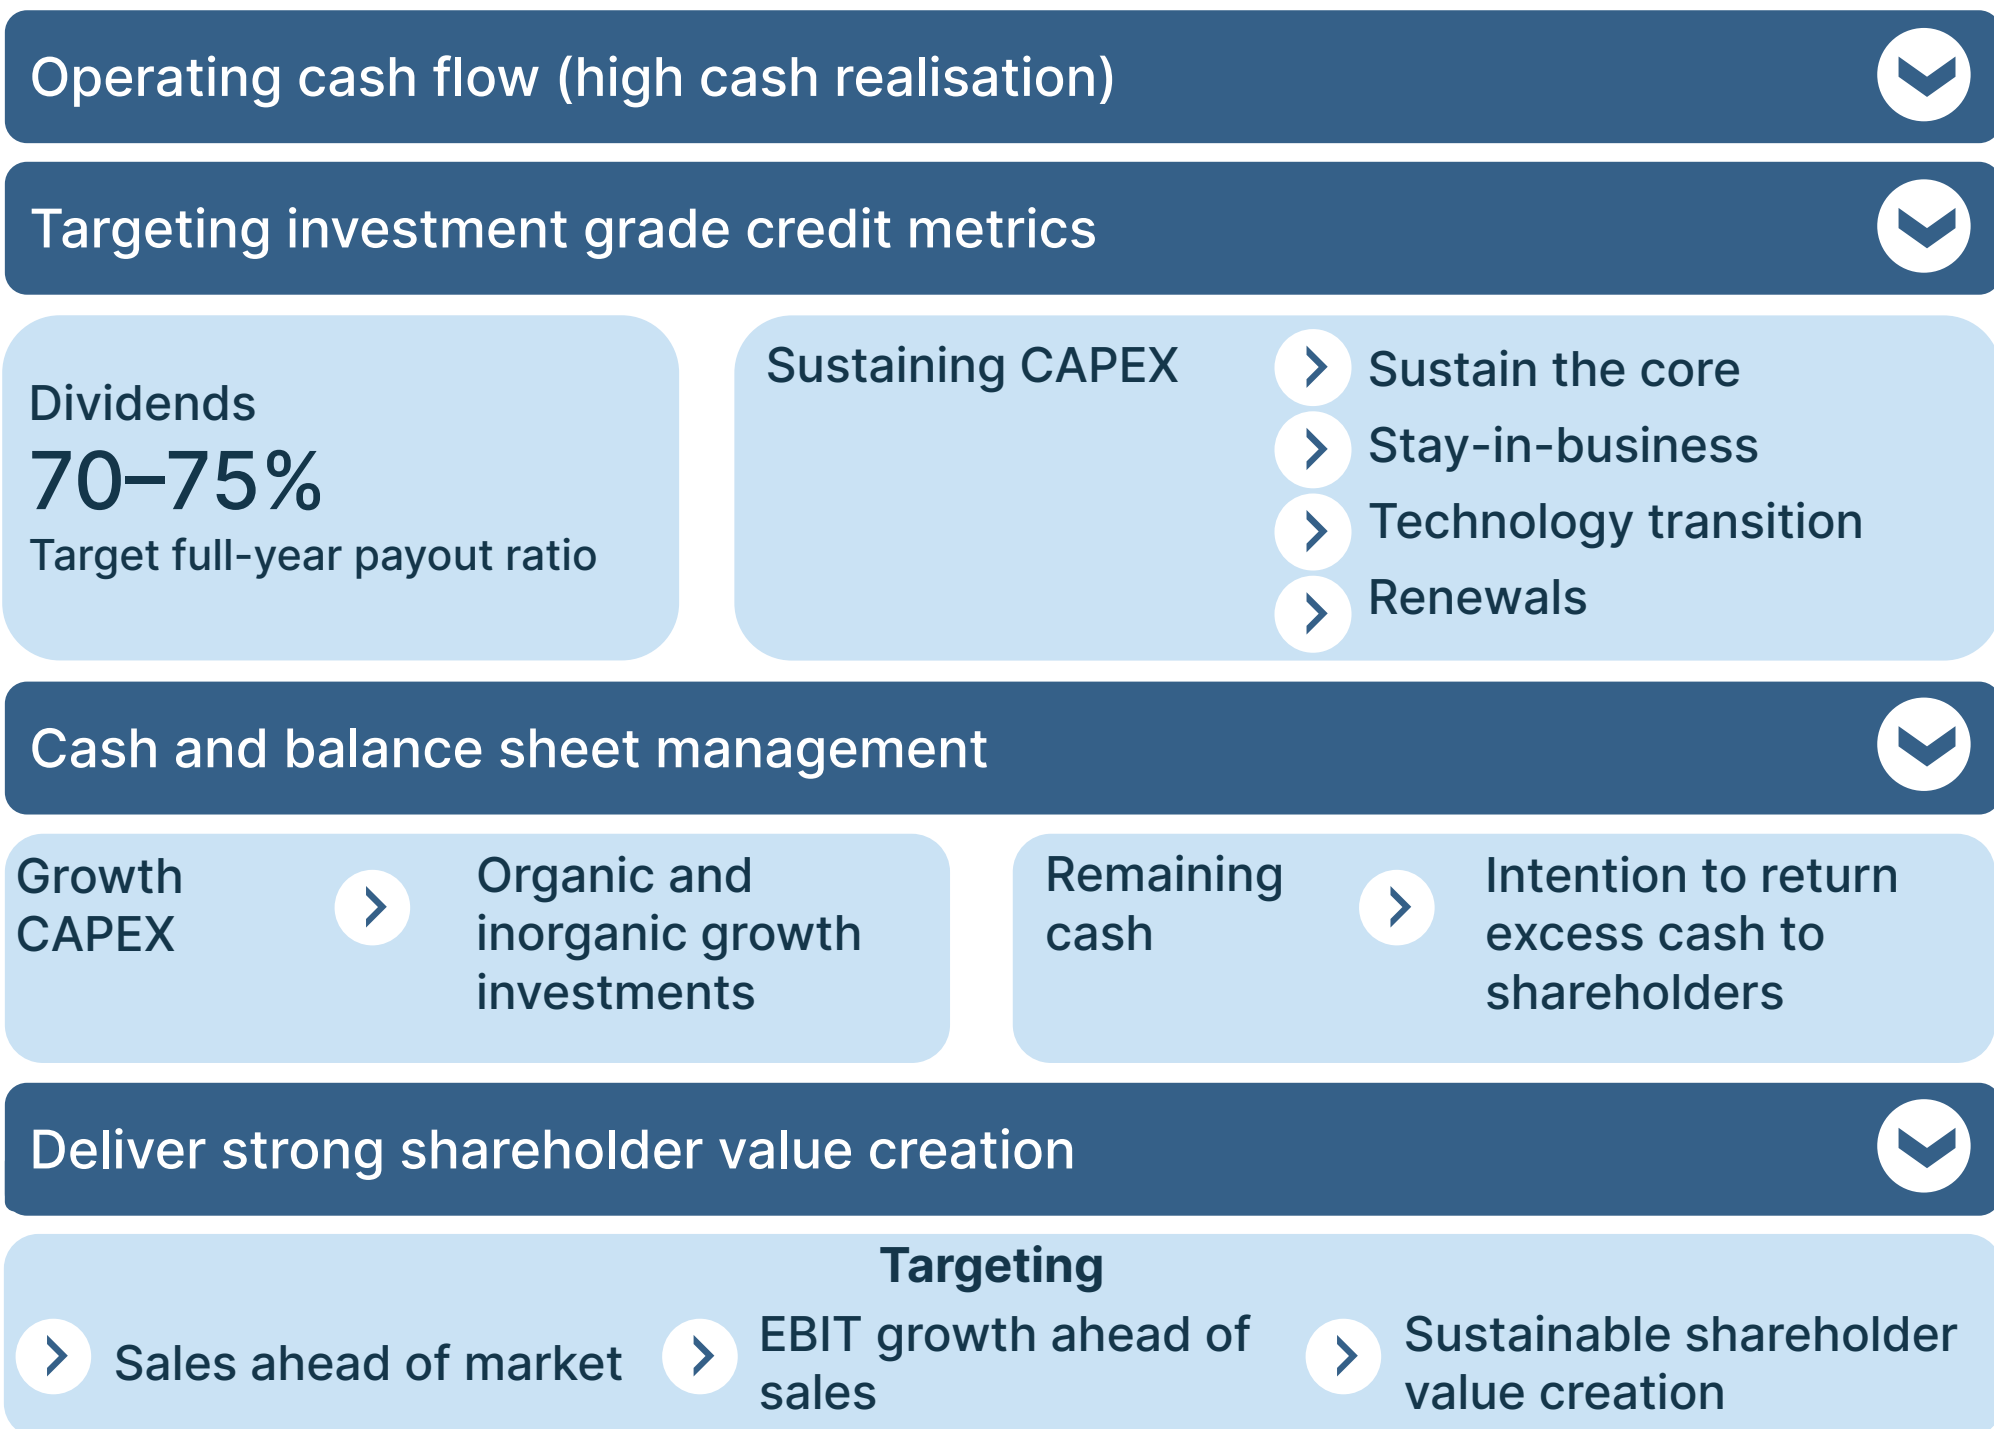 Operating cash flow (high cash realisation)
Targeting investment grade credit metrics
Dividends
70–75%
Target full-year payout ratio
Sustaining CAPEX
Sustain the core
Stay-in-business
Technology transition
Renewals
Cash and balance sheet management
Growth
CAPEX
Organic and
inorganic growth
investments
Remaining
cash
Intention to return
excess cash to
shareholders
Deliver strong shareholder value creation
Targeting
Sales ahead of market
EBIT growth ahead of
sales
Sustainable shareholder
value creation